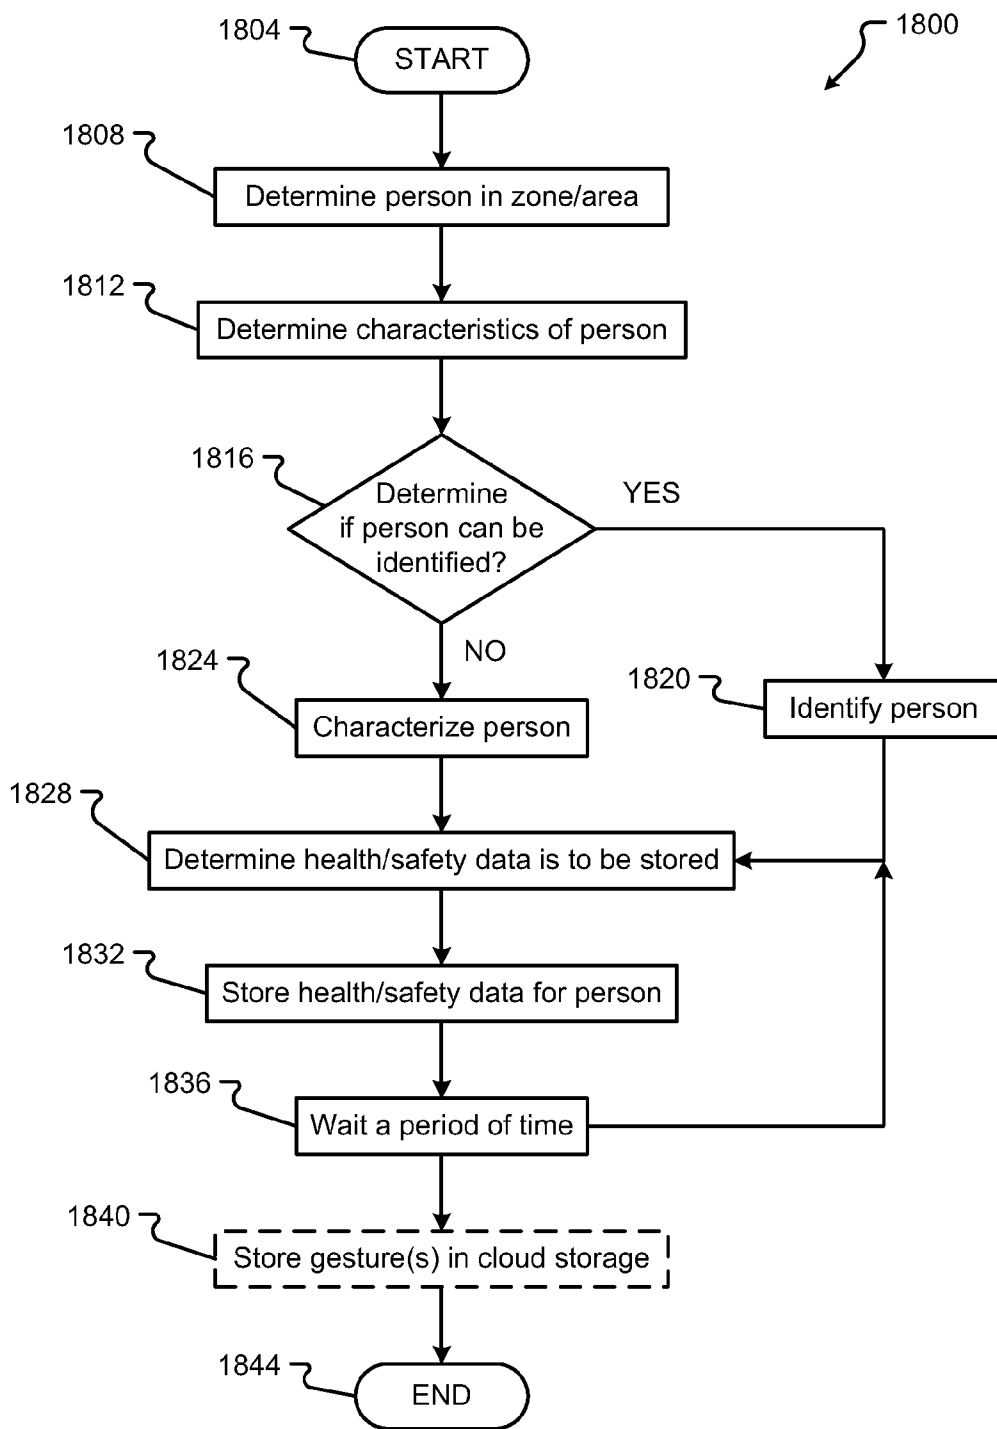 1800
1804
START
1808
Determine person in zone/area
1812
Determine characteristics of person
1816
Determine
if person can be
identified?
YES
NO
1820
Identify person
1824
Characterize person
1828
Determine health/safety data is to be stored
1832
Store health/safety data for person
1836
Wait a period of time
1840
Store gesture(s) in cloud storage
1844
END